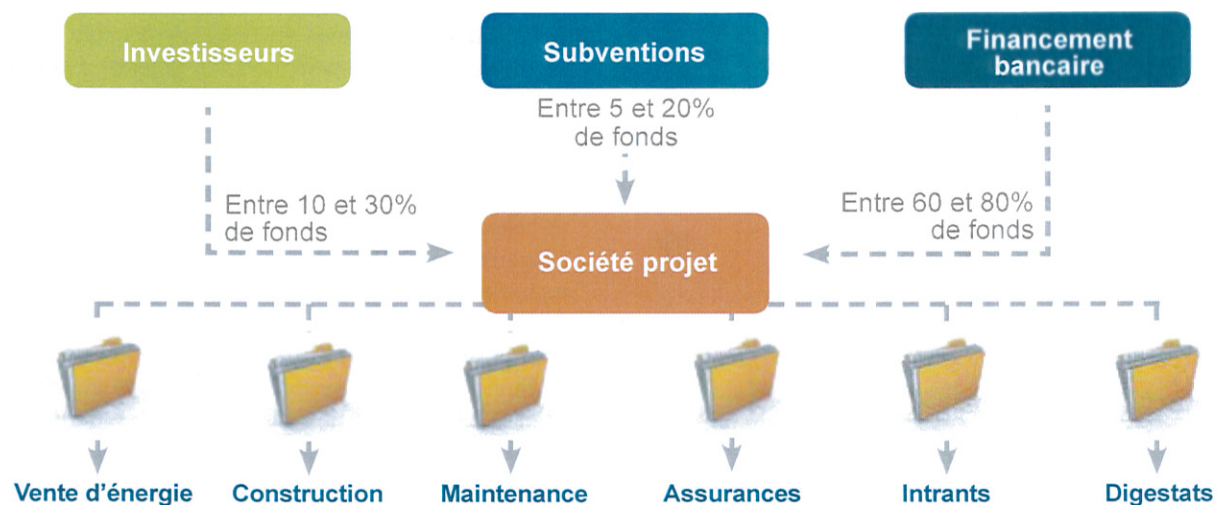 Investisseurs
Subventions
Financement
bancaire
Entre 5 et 20%
de fonds
Entre 10 et 30%
de fonds
Entre 60 et 80%
de fonds
Société projet
Vente d'énergie
Construction
Maintenance
Assurances
Intrants
Digestats